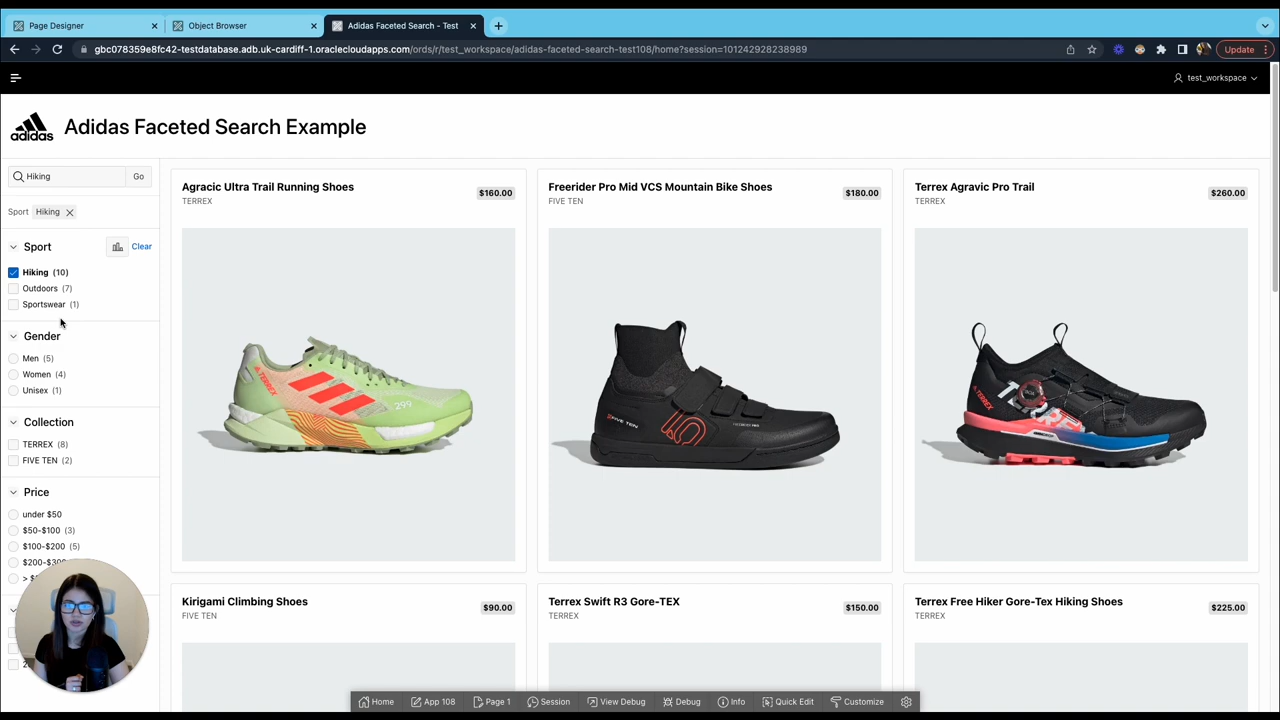 Page Designer
Object Browser
Adidas Faceted Search - Test
gbc078359e8fc42-testdatabase.adb.uk-cardiff-1.oraclecloudapps.com/ords/r/test_workspace/adidas-faceted-search-test108/home?session=101242928238989
Update
test_workspace
adidas
Adidas Faceted Search Example
Hiking
Go
Sport Hiking
Sport
Clear
Hiking (10)
Outdoors (7)
Sportswear (1)
Gender
Men (5)
Women (4)
Unisex (1)
Collection
TERREX (8)
FIVE TEN (2)
Price
under $50
$50-$100 (3)
$100-$200 (5)
Agracic Ultra Trail Running Shoes
$160.00
TERREX
TERREX
299
Freerider Pro Mid VCS Mountain Bike Shoes
$180.00
FIVE TEN
FIVE TEN
Terrex Agravic Pro Trail
$260.00
TERREX
TERREX
Kirigami Climbing Shoes
$90.00
FIVE TEN
Terrex Swift R3 Gore-TEX
$150.00
TERREX
Terrex Free Hiker Gore-Tex Hiking Shoes
$225.00
TERREX
Home
App 108
Page 1
Session
View Debug
Debug
Info
Quick Edit
Customize